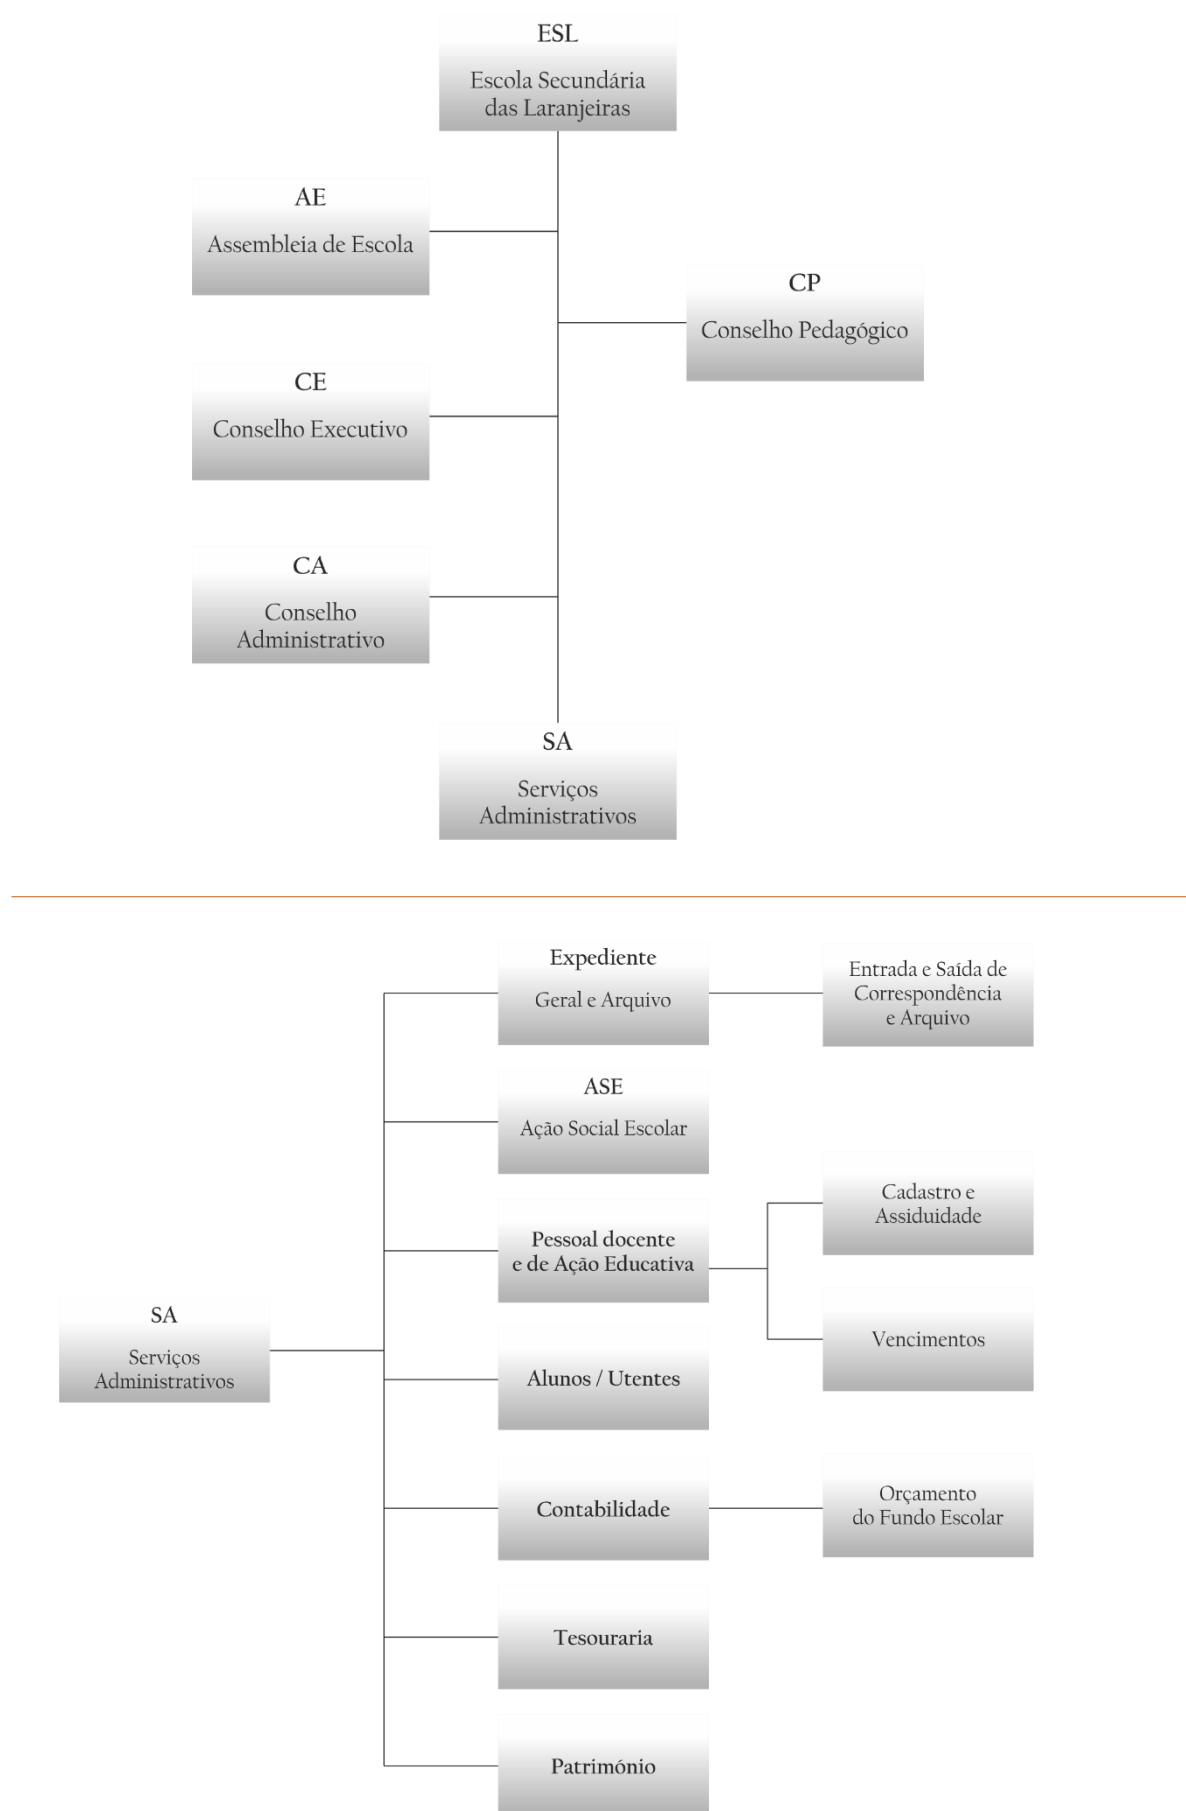 ESL
Escola Secundária
das Laranjeiras
AE
Assembleia de Escola
CP
Conselho Pedagógico
CE
Conselho Executivo
CA
Conselho
Administrativo
SA
Serviços
Administrativos
Expediente
Geral e Arquivo
Entrada e Saída de
Correspondência
e Arquivo
ASE
Ação Social Escolar
Pessoal docente
e de Ação Educativa
Cadastro e
Assiduidade
Vencimentos
SA
Serviços
Administrativos
Alunos / Utentes
Contabilidade
Orçamento
do Fundo Escolar
Tesouraria
Património